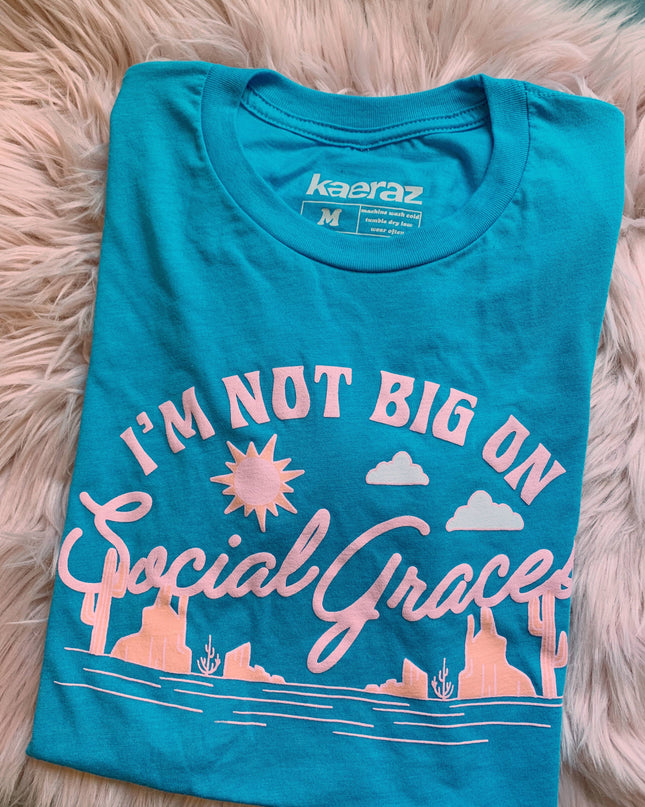 kaeraz
M
machine wash cold
tumble dry low
wear often
I'M NOT BIG ON
Social Graces